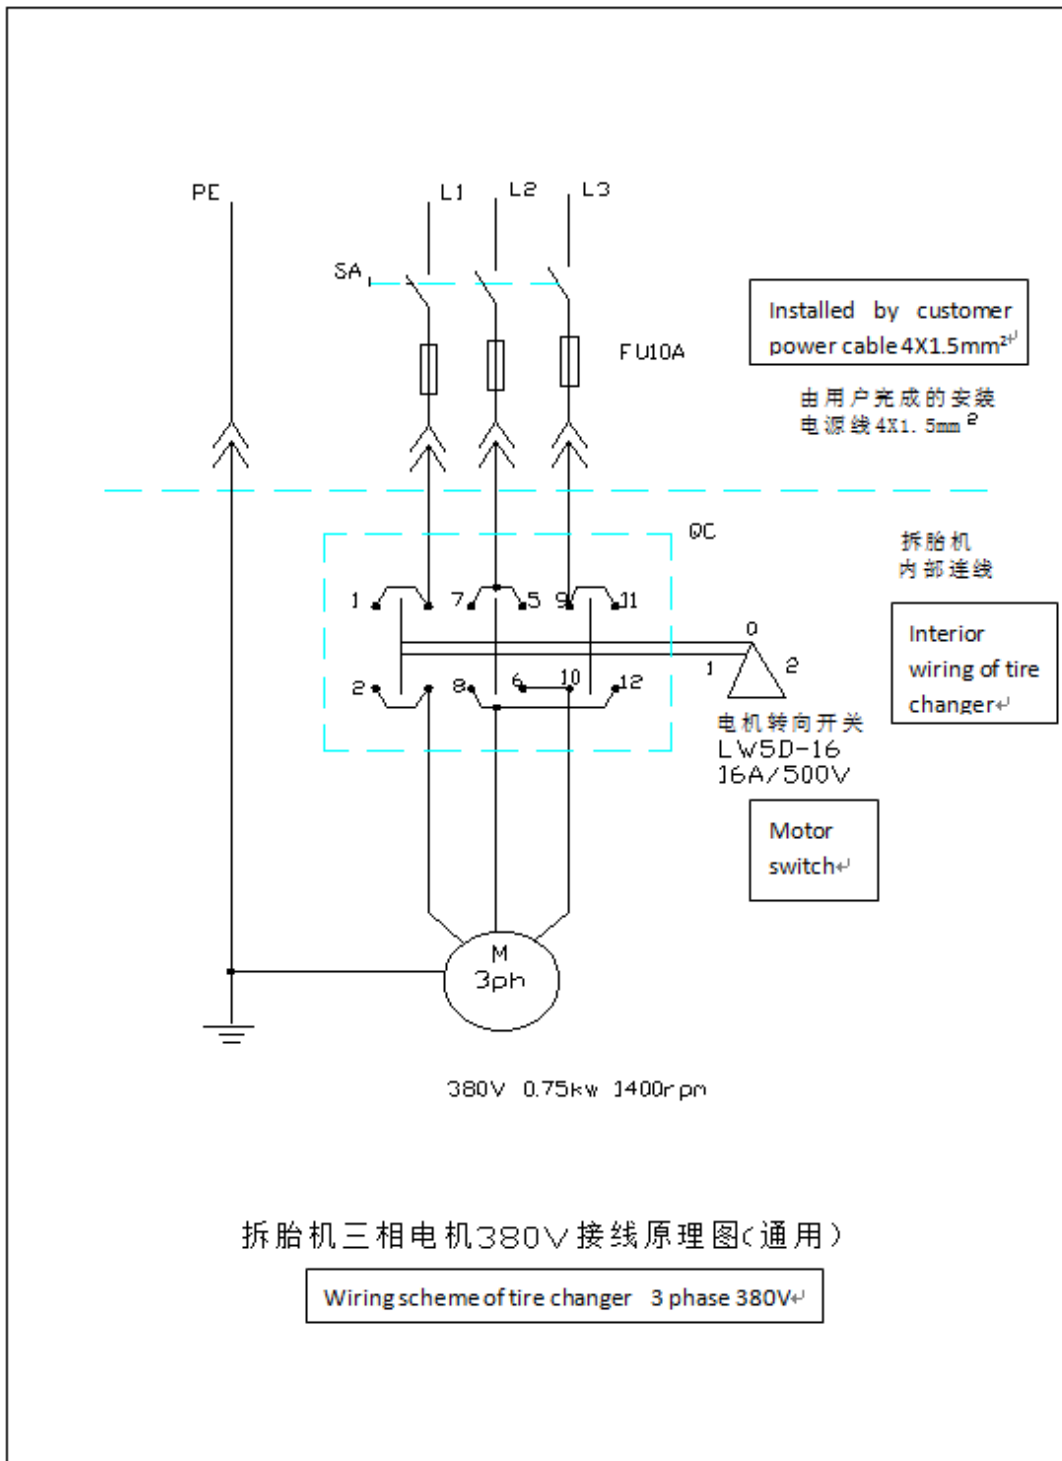 PE
L1
L2
L3
SA
FU10A
Installed by customer
power cable 4X1.5mm²↵
由用户完成的安装
电源线4X1.5mm²
QC
拆胎机
内部连线
1 7 5 9 11
Interior
wiring of tire
changer↵
0
1 2
2 8 6 10 12
电机转向开关
LW5D-16
16A/500V
Motor
switch↵
M
3ph
380V 0.75kw 1400rpm
拆胎机三相电机380V接线原理图(通用)
Wiring scheme of tire changer 3 phase 380V↵